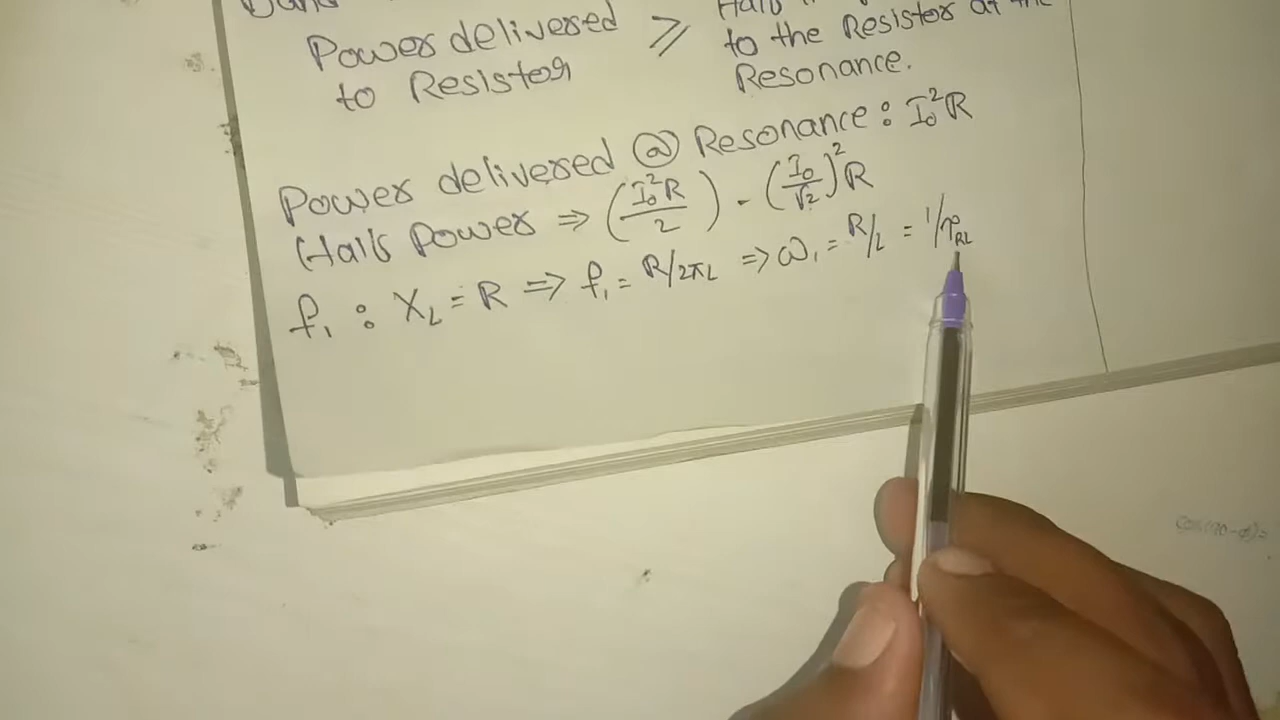 Power delivered ≥
to Resistor
to the Resistor at the
Resonance.
Power delivered @ Resonance : I₀²R
Half Power ⇒ (I₀²R/2) - (I₀/√2)²R
f₁ : X_L = R ⇒ f₁ = R/2πL ⇒ ω₁ = R/L = 1/τ_RL